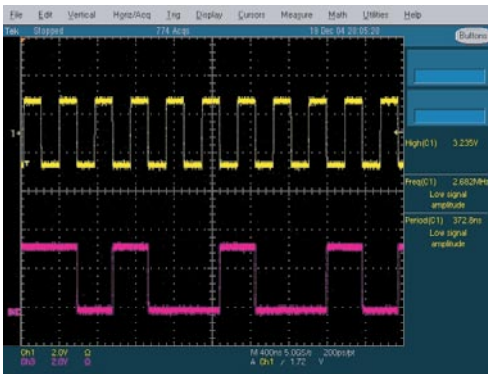 File Edit Vertical Horiz/Acq Trig Display Cursors Measure Math Utilities Help
Tek Stopped 774 Acqs 19 Dec 04 20:05:20
Buttons
High(C1) 3.235V
Freq(C1) 2.682MHz
Low signal
amplitude
Period(C1) 372.8ns
Low signal
amplitude
Ch1 2.0V Ω
Ch3 2.0V Ω
M 400ns 5.0GS/s 200ps/pt
A Ch1 / 1.72 V